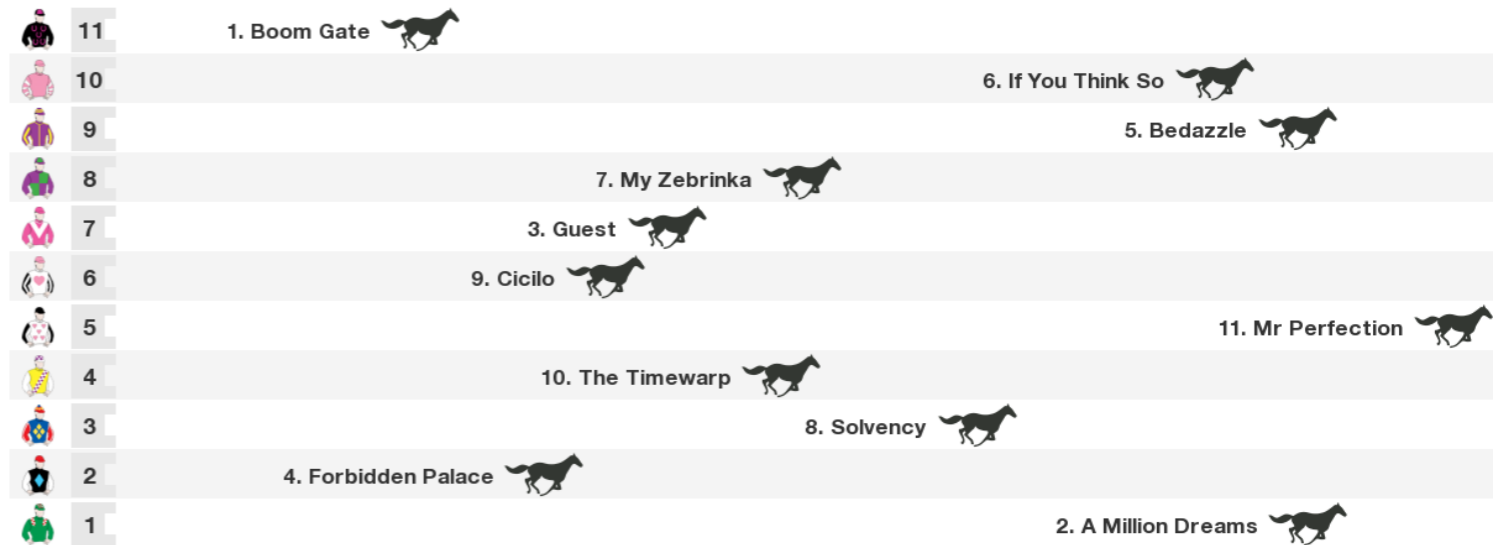 11 1. Boom Gate
10 6. If You Think So
9 5. Bedazzle
8 7. My Zebrinka
7 3. Guest
6 9. Cicilo
5 11. Mr Perfection
4 10. The Timewarp
3 8. Solvency
2 4. Forbidden Palace
1 2. A Million Dreams